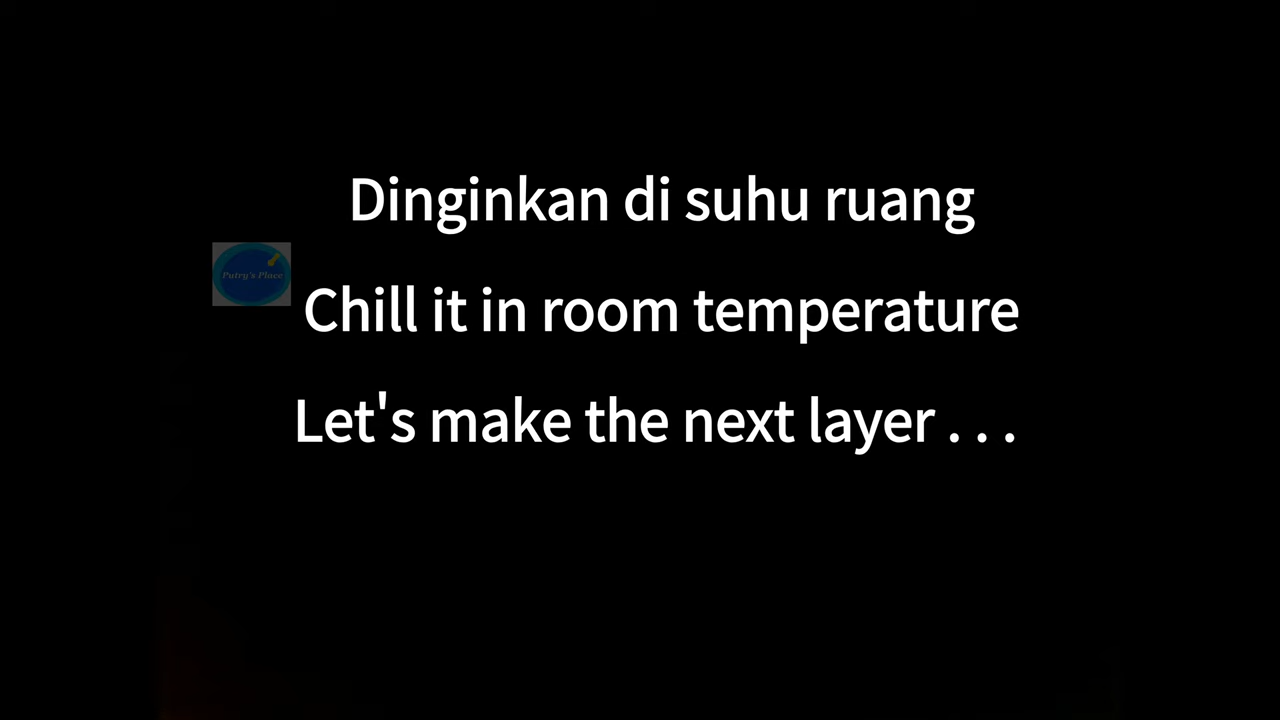 Dinginkan di suhu ruang
Putry's Place
Chill it in room temperature
Let's make the next layer . . .